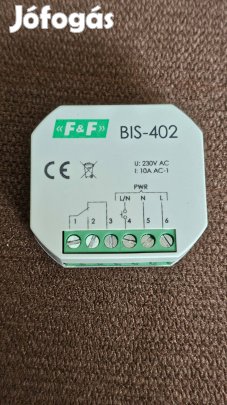 Jófogás
F&F BIS-402
CE
U: 230V AC
I: 10A AC-1
PWR
L/N N L
1 2 3 4 5 6